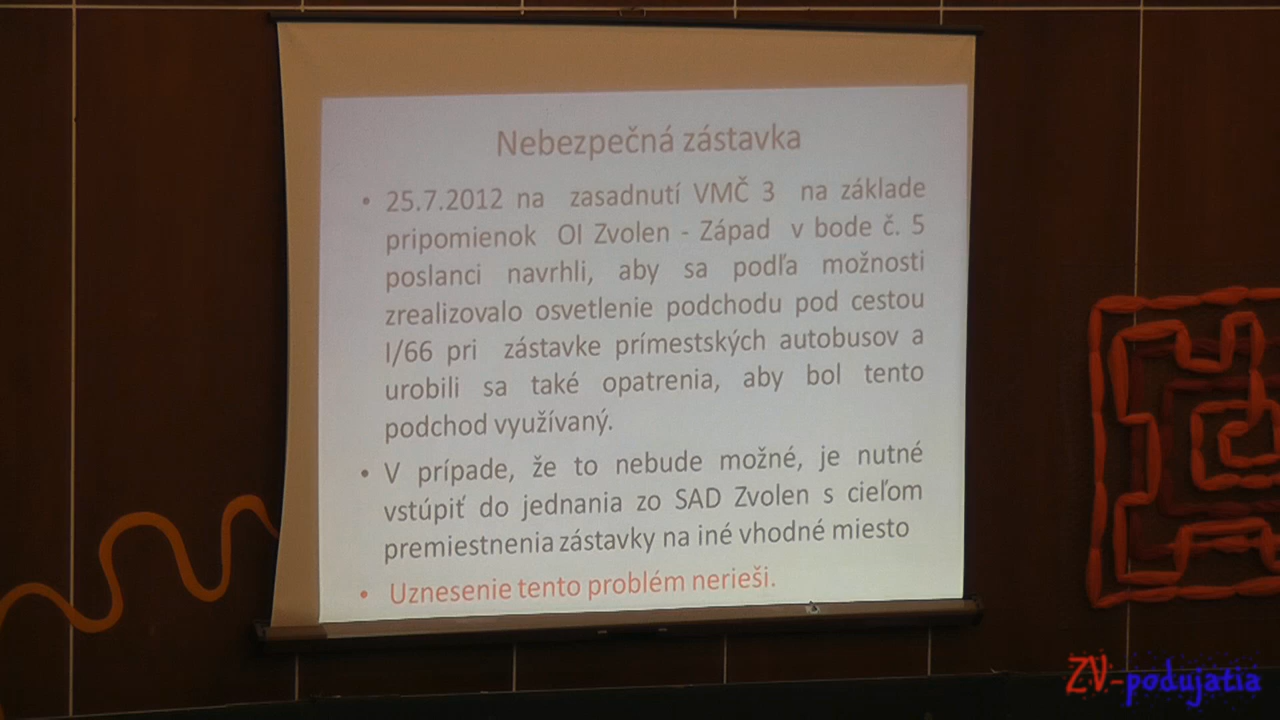 Nebezpečná zástavka
• 25.7.2012 na zasadnutí VMČ 3 na základe
pripomienok OI Zvolen - Západ v bode č. 5
poslanci navrhli, aby sa podľa možnosti
zrealizovalo osvetlenie podchodu pod cestou
I/66 pri zástavke prímestských autobusov a
urobili sa také opatrenia, aby bol tento
podchod využívaný.
• V prípade, že to nebude možné, je nutné
vstúpiť do jednania zo SAD Zvolen s cieľom
premiestnenia zástavky na iné vhodné miesto
• Uznesenie tento problém nerieši.
ZV-podujatia